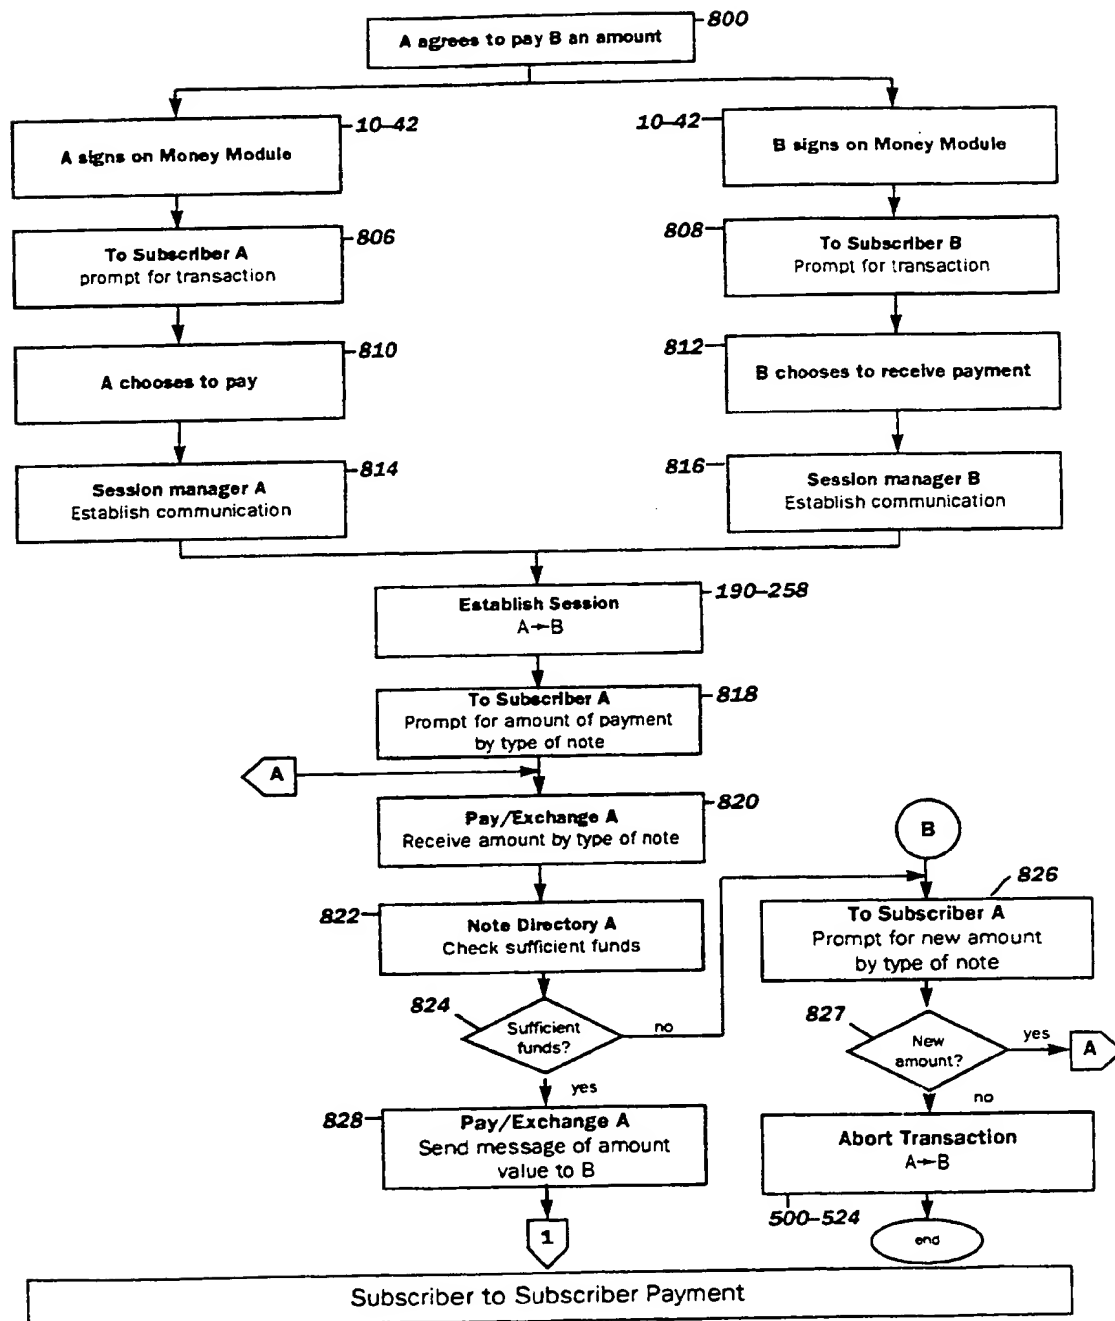 800
A agrees to pay B an amount
10-42
A signs on Money Module
10-42
B signs on Money Module
806
To Subscriber A
prompt for transaction
808
To Subscriber B
Prompt for transaction
810
A chooses to pay
812
B chooses to receive payment
814
Session manager A
Establish communication
816
Session manager B
Establish communication
190-258
Establish Session
A→B
818
To Subscriber A
Prompt for amount of payment
by type of note
A
820
Pay/Exchange A
Receive amount by type of note
B
822
Note Directory A
Check sufficient funds
826
To Subscriber A
Prompt for new amount
by type of note
824
Sufficient
funds?
no
yes
827
New
amount?
yes
A
no
828
Pay/Exchange A
Send message of amount
value to B
Abort Transaction
A→B
500-524
1
end
Subscriber to Subscriber Payment